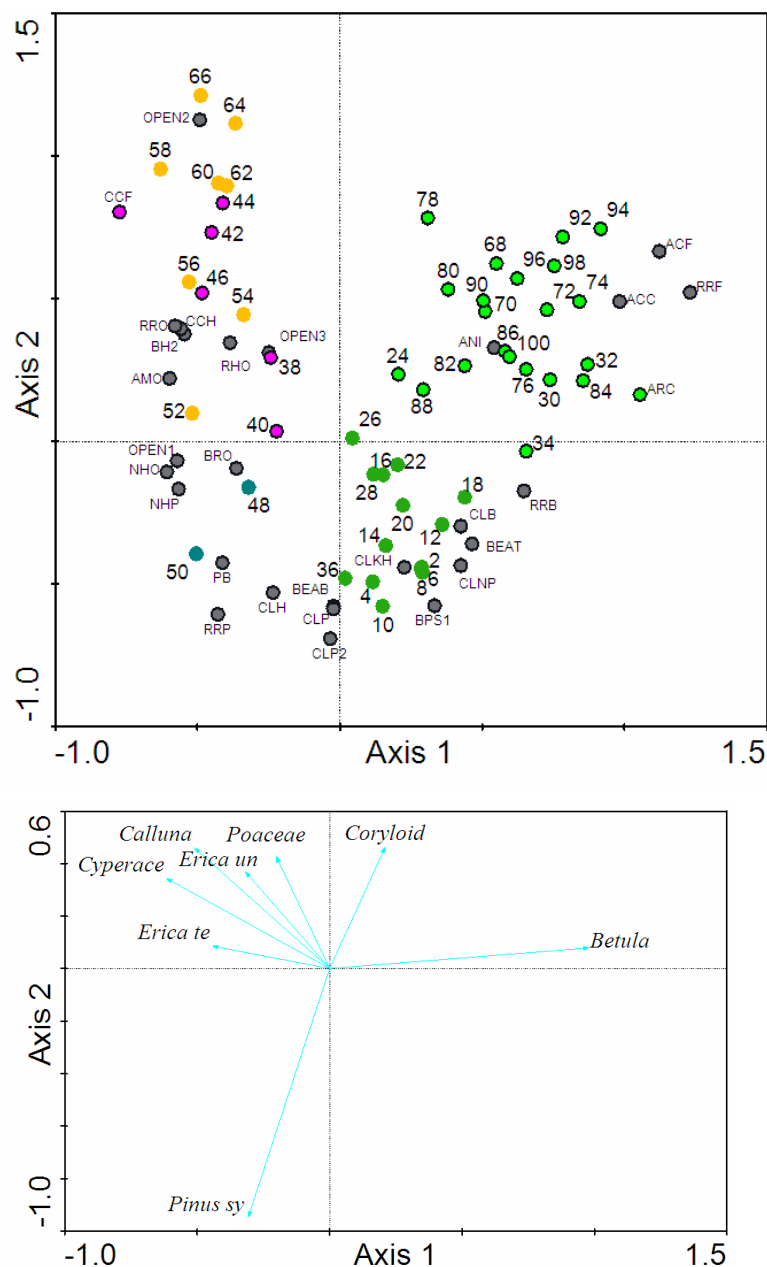 1.5
66
64
OPEN2
58
60 62
CCF
44
78
92 94
42
68
ACF
56 46
80
96 98
90
74
RRF
54
70
72
ACC
RRO CCH
BH2
RHO
OPEN3
38
86
ANI
100
24
82
32
AMO
76
30
84
ARC
88
52
40
26
34
OPEN1
BRO
16 22
NHO
NHP
48
28
18
RRB
20
CLB
14
12
BEAT
50
PB
CLKH
2
CLNP
36
6
BEAB
4
8
CLH
CLP
10
BPS1
RRP
CLP2
Axis 2
-1.0
-1.0 Axis 1 1.5
0.6
Calluna Poaceae Coryloid
Erica un
Cyperace
Erica te
Betula
Axis 2
Pinus sy
-1.0
-1.0 Axis 1 1.5